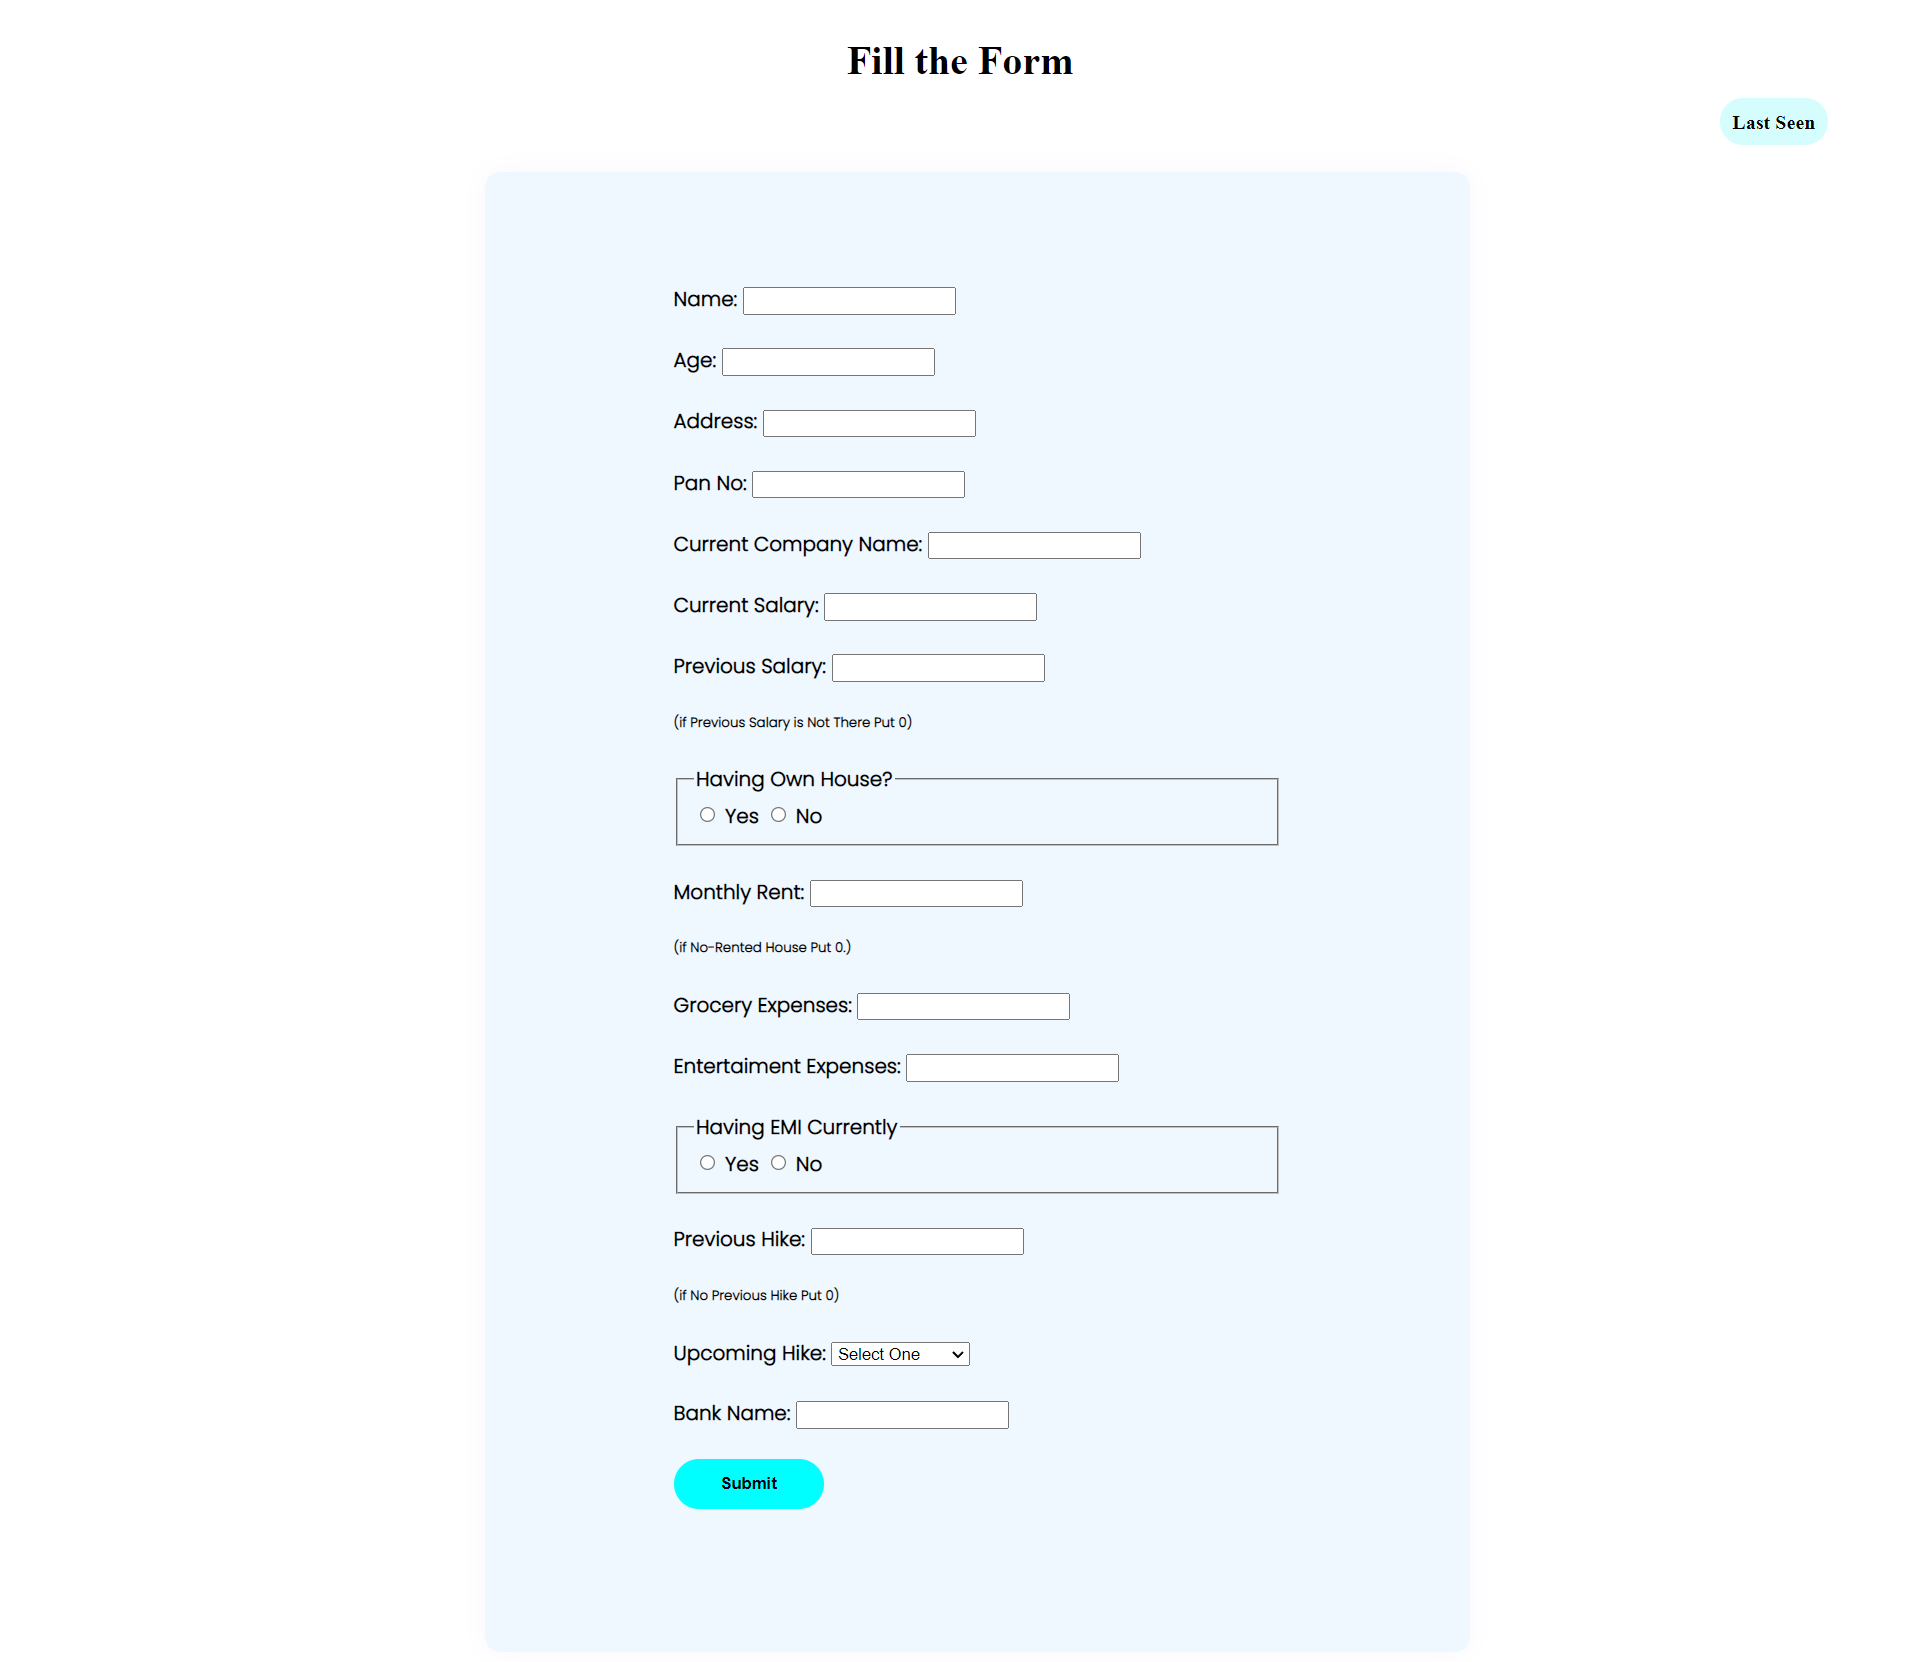 Fill the Form
Last Seen
Name:
Age:
Address:
Pan No:
Current Company Name:
Current Salary:
Previous Salary:
(if Previous Salary is Not There Put 0)
Having Own House?
Yes No
Monthly Rent:
(if No-Rented House Put 0.)
Grocery Expenses:
Entertaiment Expenses:
Having EMI Currently
Yes No
Previous Hike:
(if No Previous Hike Put 0)
Upcoming Hike: Select One
Bank Name:
Submit